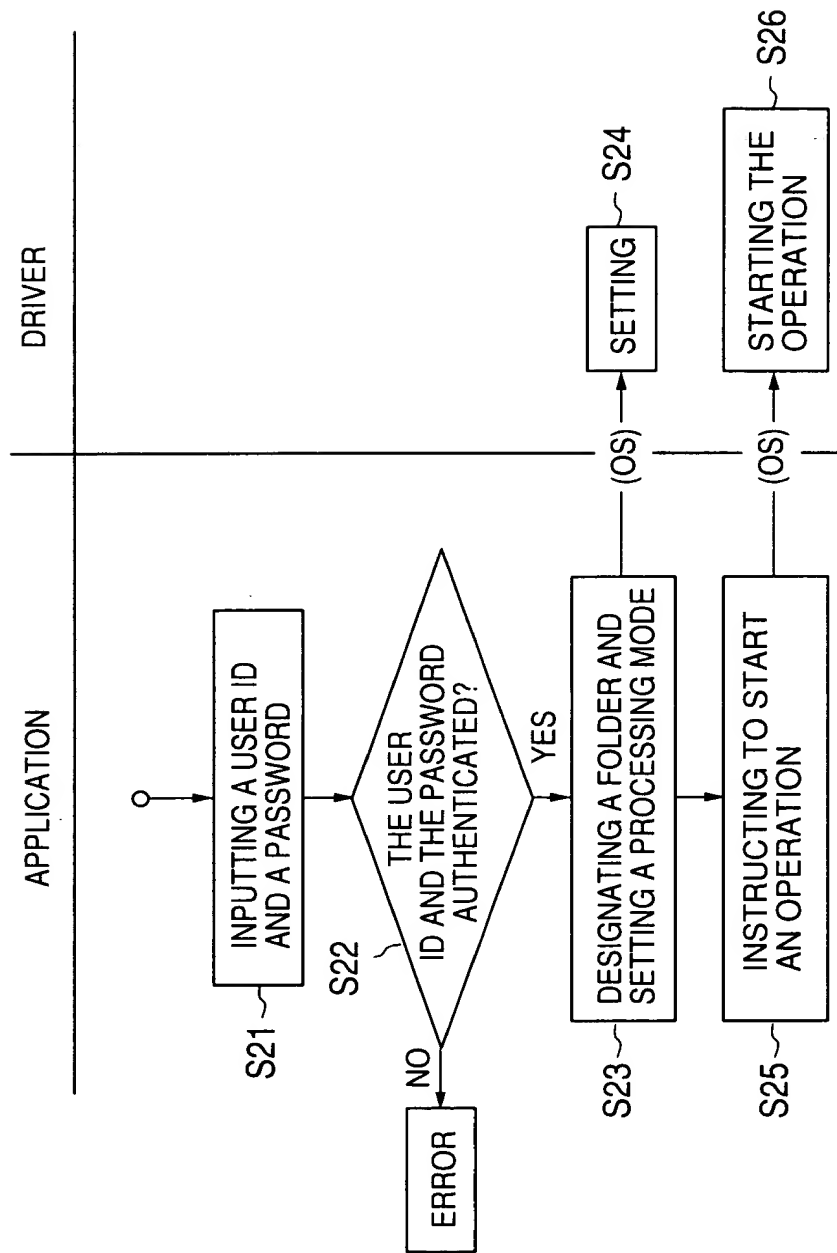 APPLICATION
DRIVER
INPUTTING A USER ID
AND A PASSWORD
S21
THE USER
ID AND THE PASSWORD
AUTHENTICATED?
S22
NO
ERROR
YES
DESIGNATING A FOLDER AND
SETTING A PROCESSING MODE
S23
(OS)
SETTING
S24
INSTRUCTING TO START
AN OPERATION
S25
(OS)
STARTING THE
OPERATION
S26